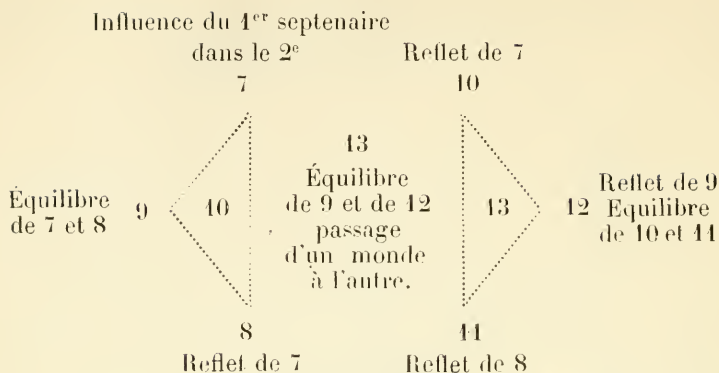 Influence du 1er septenaire
dans le 2e
7
Reflet de 7
10
Équilibre
de 7 et 8
9
10
13
Équilibre
de 9 et de 12
passage
d'un monde
à l'autre.
13
12
Reflet de 9
Equilibre
de 10 et 11
8
Reflet de 7
11
Reflet de 8